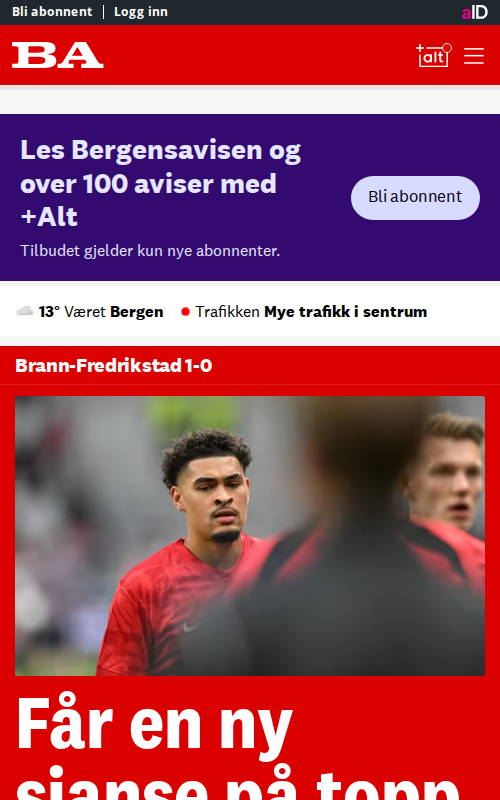 Bli abonnent | Logg inn
aID
BA
+alt
Les Bergensavisen og
over 100 aviser med
+Alt
Bli abonnent
Tilbudet gjelder kun nye abonnenter.
13° Været Bergen Trafikken Mye trafikk i sentrum
Brann-Fredrikstad 1-0
Får en ny
sjanse på topp